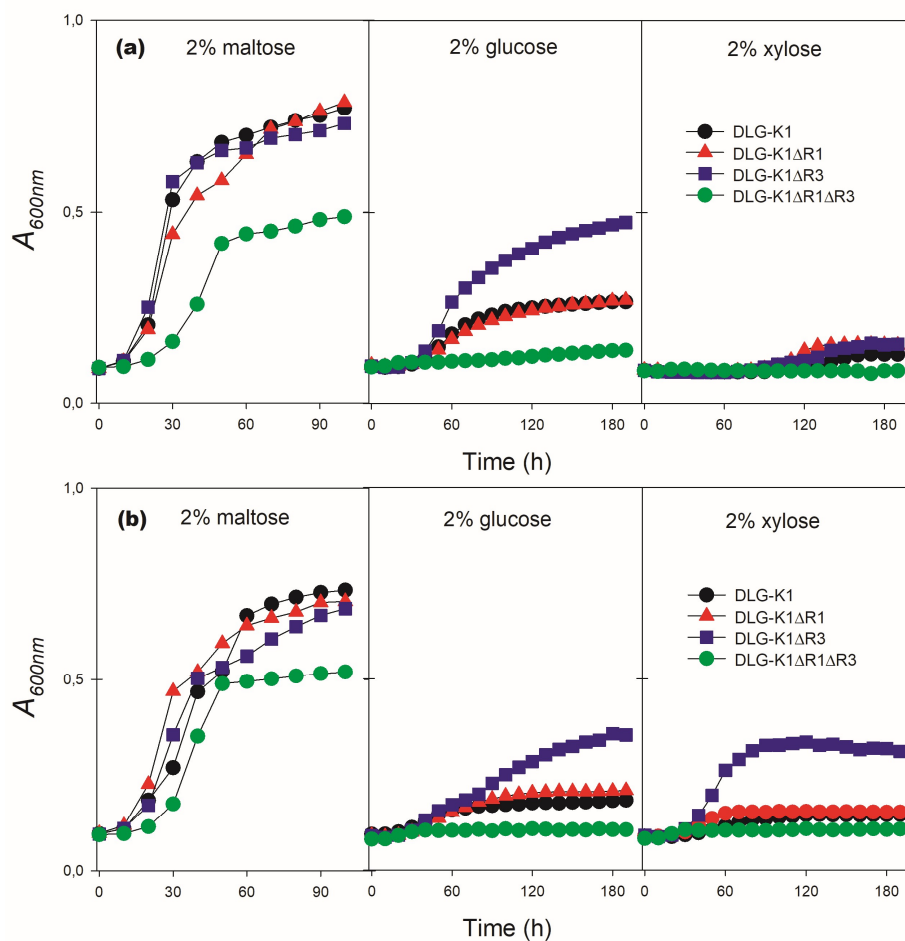 (a)
2% maltose
2% glucose
2% xylose
1,0
0,5
0,0
A600nm
DLG-K1
DLG-K1ΔR1
DLG-K1ΔR3
DLG-K1ΔR1ΔR3
0 30 60 90
0 60 120 180
0 60 120 180
Time (h)
(b)
2% maltose
2% glucose
2% xylose
1,0
0,5
0,0
A600nm
DLG-K1
DLG-K1ΔR1
DLG-K1ΔR3
DLG-K1ΔR1ΔR3
0 30 60 90
0 60 120 180
0 60 120 180
Time (h)